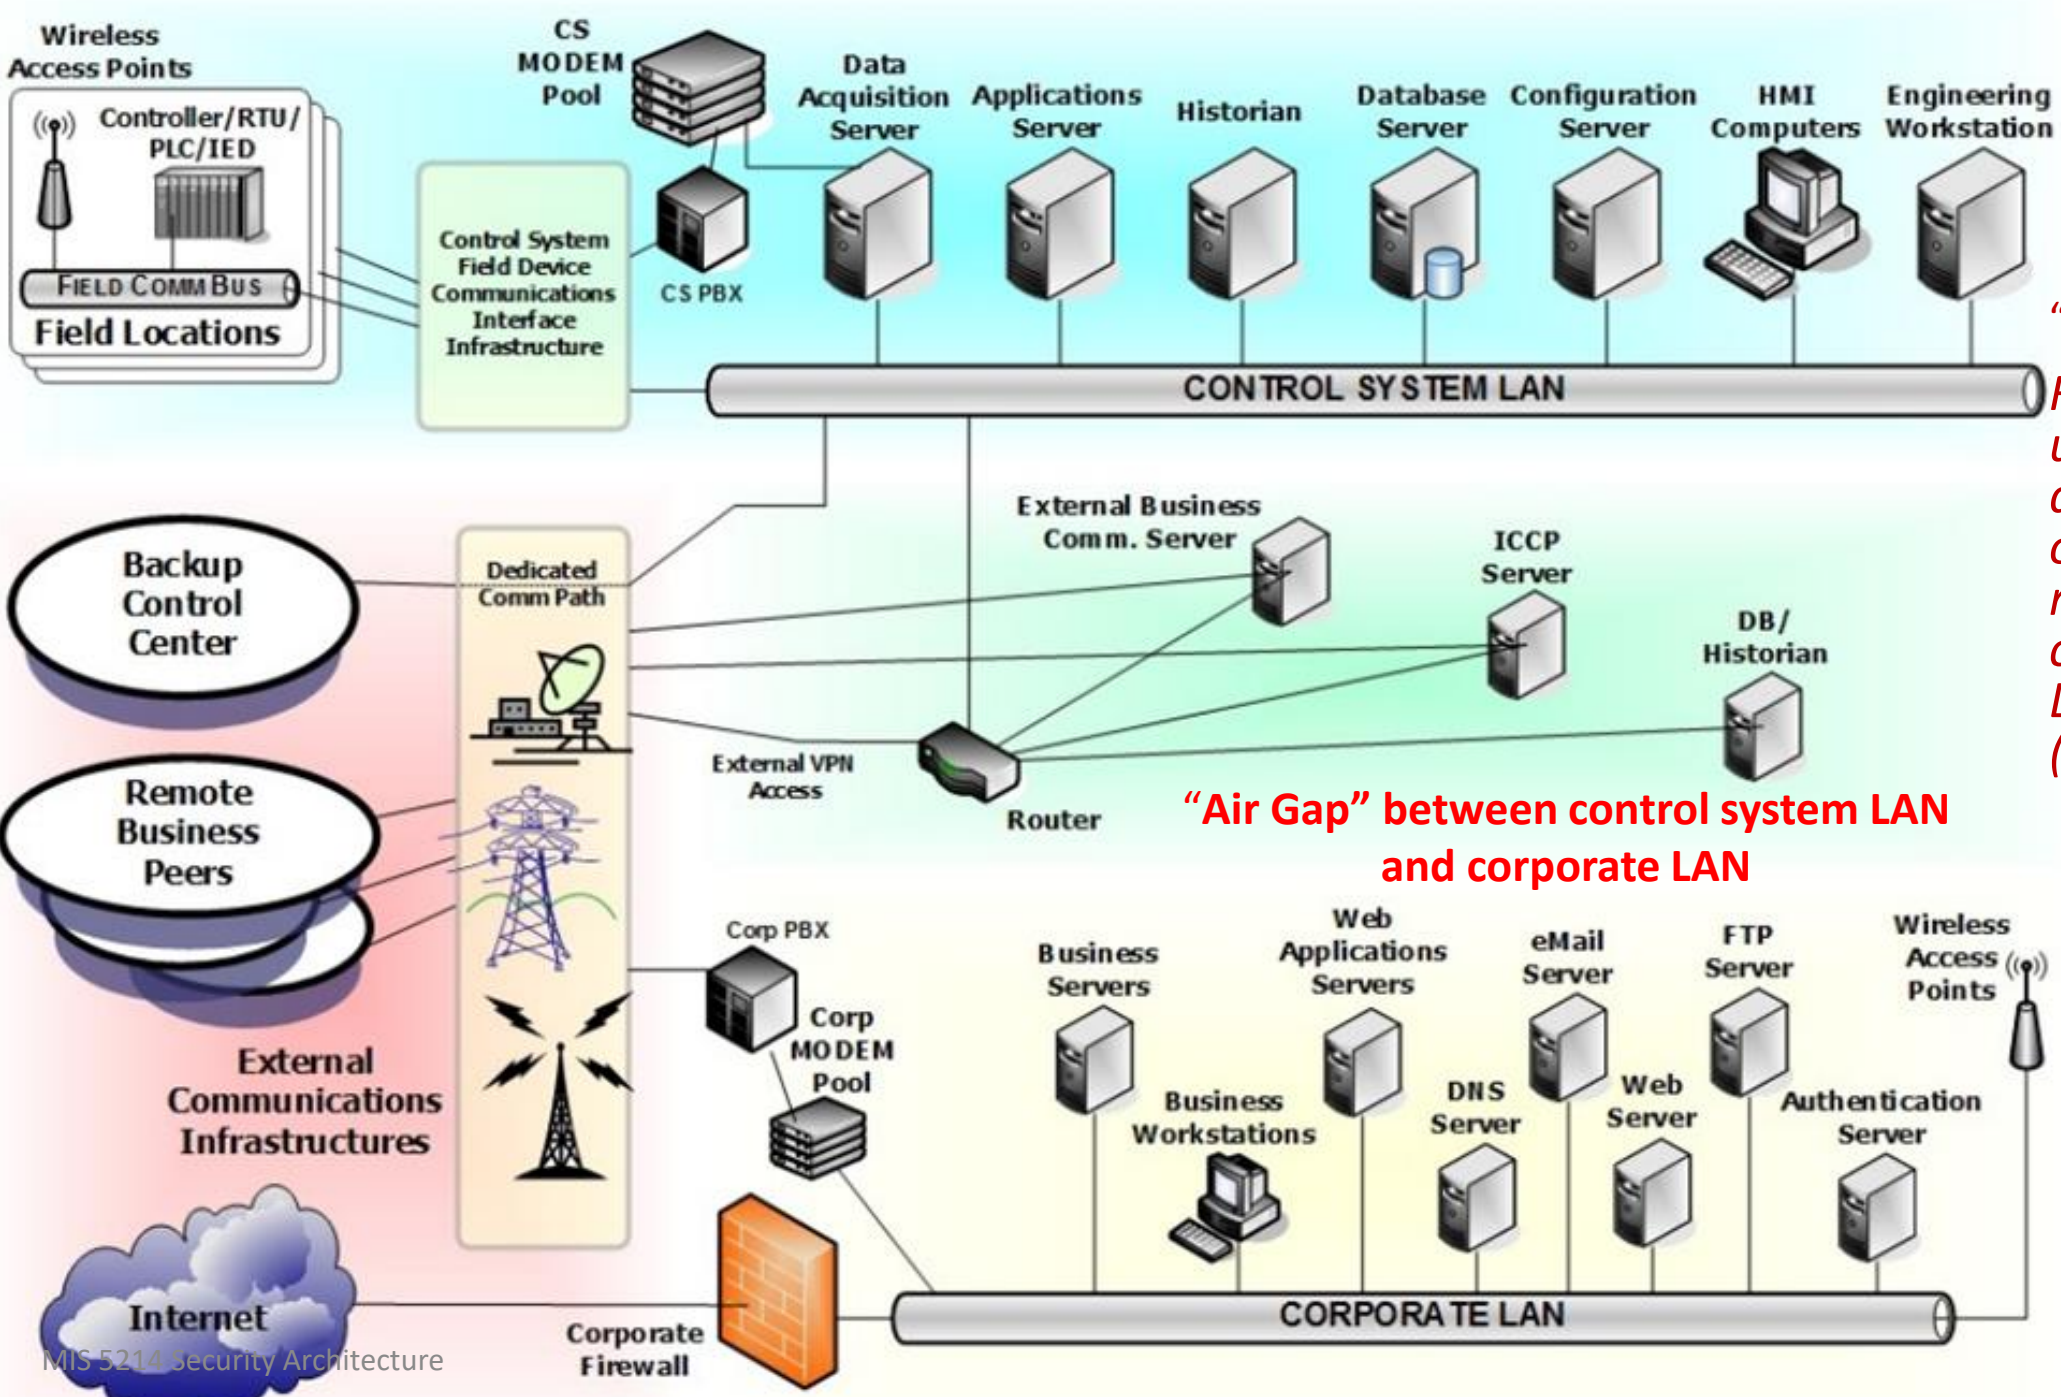 Wireless
Access Points
Controller/RTU/
PLC/IED
FIELD COMM BUS
Field Locations
Control System
Field Device
Communications
Interface
Infrastructure
CS
MODEM
Pool
CS PBX
Data
Acquisition
Server
Applications
Server
Historian
Database
Server
Configuration
Server
HMI
Computers
Engineering
Workstation
CONTROL SYSTEM LAN
Backup
Control
Center
Dedicated
Comm Path
External Business
Comm. Server
ICCP
Server
DB/
Historian
External VPN
Access
Router
“Air Gap” between control system LAN
and corporate LAN
Remote
Business
Peers
External
Communications
Infrastructures
Corp PBX
Corp
MODEM
Pool
Business
Servers
Business
Workstations
Web
Applications
Servers
DNS
Server
eMail
Server
Web
Server
FTP
Server
Authentication
Server
Wireless
Access
Points
Internet
Corporate
Firewall
CORPORATE LAN
MIS 5214 Security Architecture